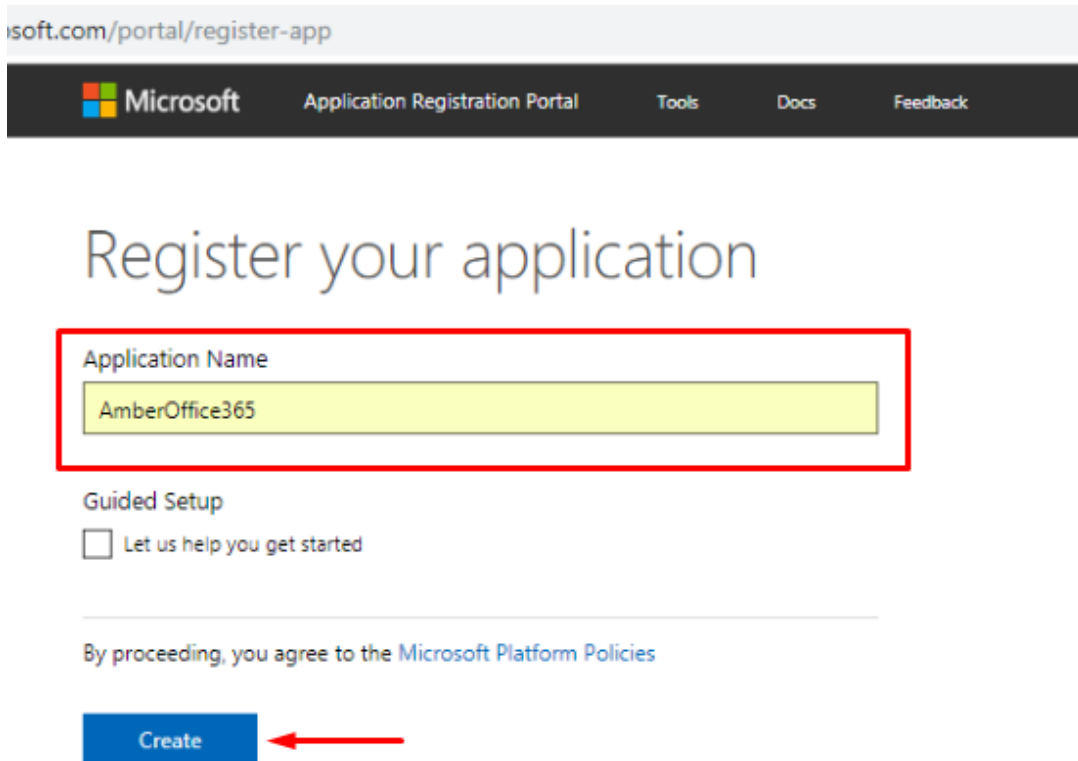 soft.com/portal/register-app
Microsoft Application Registration Portal Tools Docs Feedback
Register your application
Application Name
AmberOffice365
Guided Setup
Let us help you get started
By proceeding, you agree to the Microsoft Platform Policies
Create